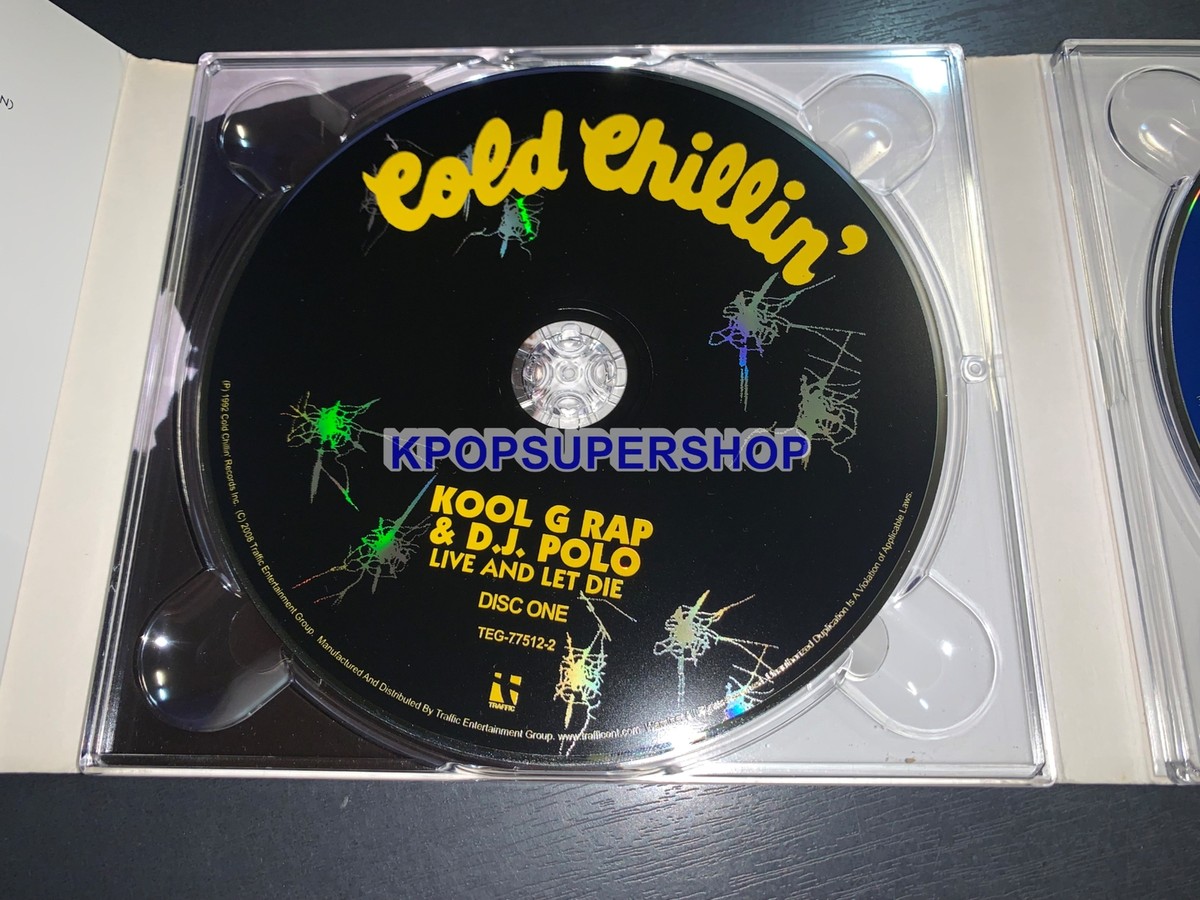 Cold Chillin'
KPOPSUPERSHOP
KOOL G RAP
& D.J. POLO
LIVE AND LET DIE
DISC ONE
TEG-77512-2
TRAFFIC
(P) 1992 Cold Chillin' Records Inc. (C) 2008 Traffic Entertainment Group. Manufactured And Distributed By Traffic Entertainment Group. www.trafficent.com Unauthorized Duplication Is A Violation of Applicable Laws.